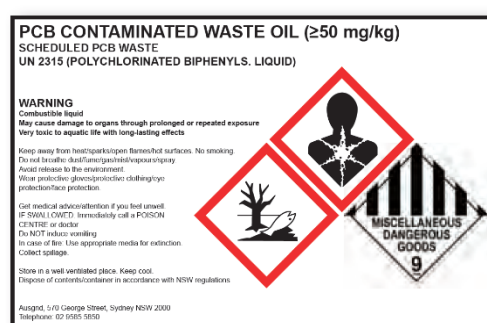 PCB CONTAMINATED WASTE OIL (≥50 mg/kg)
SCHEDULED PCB WASTE
UN 2315 (POLYCHLORINATED BIPHENYLS. LIQUID)
WARNING
Combustible liquid
May cause damage to organs through prolonged or repeated exposure
Very toxic to aquatic life with long-lasting effects
Keep away from heat/sparks/open flames/hot surfaces. No smoking.
Do not breathe dust/fume/gas/mist/vapours/spray
Avoid release to the environment.
Wear protective gloves/protective clothing/eye
protection/face protection
Get medical advice/attention if you feel unwell.
IF SWALLOWED: Immediately call a POISON
CENTRE or doctor
Do NOT induce vomiting
In case of fire: Use appropriate media for extinction
Collect spillage.
Store in a well ventilated place. Keep cool.
Dispose of contents/container in accordance with NSW regulations
Ausgrid, 570 George Street, Sydney NSW 2000
Telephone: 02 9585 5850
MISCELLANEOUS
DANGEROUS
GOODS
9